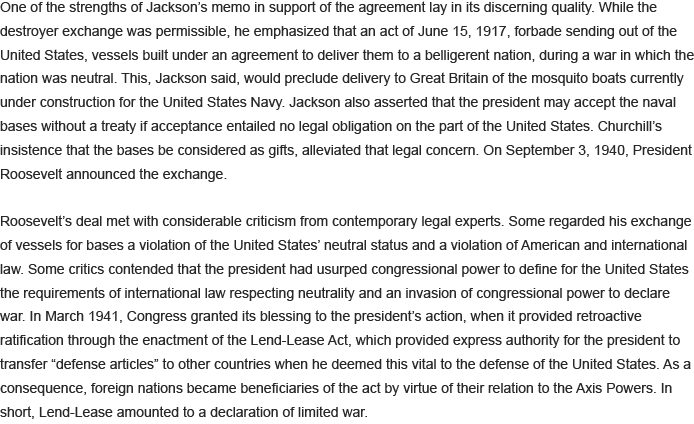 One of the strengths of Jackson’s memo in support of the agreement lay in its discerning quality. While the
destroyer exchange was permissible, he emphasized that an act of June 15, 1917, forbade sending out of the
United States, vessels built under an agreement to deliver them to a belligerent nation, during a war in which the
nation was neutral. This, Jackson said, would preclude delivery to Great Britain of the mosquito boats currently
under construction for the United States Navy. Jackson also asserted that the president may accept the naval
bases without a treaty if acceptance entailed no legal obligation on the part of the United States. Churchill’s
insistence that the bases be considered as gifts, alleviated that legal concern. On September 3, 1940, President
Roosevelt announced the exchange.

Roosevelt’s deal met with considerable criticism from contemporary legal experts. Some regarded his exchange
of vessels for bases a violation of the United States’ neutral status and a violation of American and international
law. Some critics contended that the president had usurped congressional power to define for the United States
the requirements of international law respecting neutrality and an invasion of congressional power to declare
war. In March 1941, Congress granted its blessing to the president’s action, when it provided retroactive
ratification through the enactment of the Lend-Lease Act, which provided express authority for the president to
transfer “defense articles” to other countries when he deemed this vital to the defense of the United States. As a
consequence, foreign nations became beneficiaries of the act by virtue of their relation to the Axis Powers. In
short, Lend-Lease amounted to a declaration of limited war.